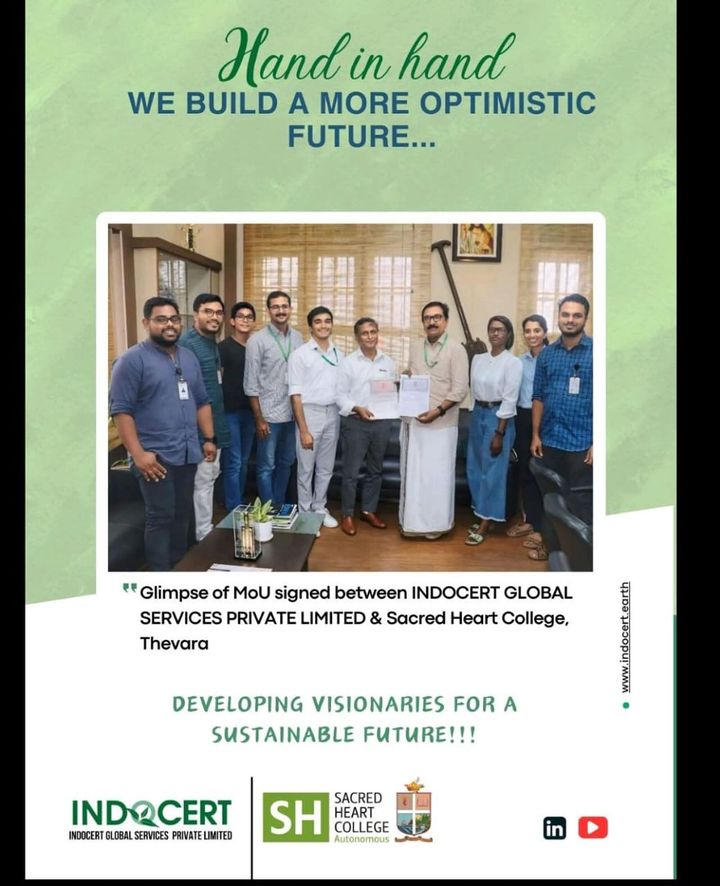 Hand in hand
WE BUILD A MORE OPTIMISTIC
FUTURE...
" Glimpse of MoU signed between INDOCERT GLOBAL
SERVICES PRIVATE LIMITED & Sacred Heart College,
Thevara
www.indocert.earth
DEVELOPING VISIONARIES FOR A
SUSTAINABLE FUTURE!!!
INDOCERT
INDOCERT GLOBAL SERVICES PRIVATE LIMITED
SH
SACRED
HEART
COLLEGE
Autonomous
in